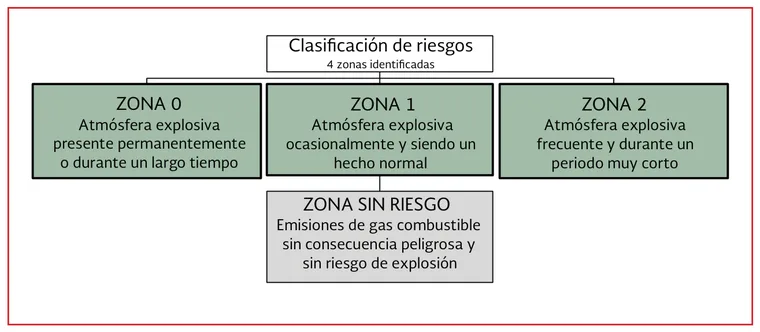 Clasificación de riesgos
4 zonas identificadas
ZONA 0
Atmósfera explosiva
presente permanentemente
o durante un largo tiempo
ZONA 1
Atmósfera explosiva
ocasionalmente y siendo un
hecho normal
ZONA 2
Atmósfera explosiva
frecuente y durante un
periodo muy corto
ZONA SIN RIESGO
Emisiones de gas combustible
sin consecuencia peligrosa y
sin riesgo de explosión